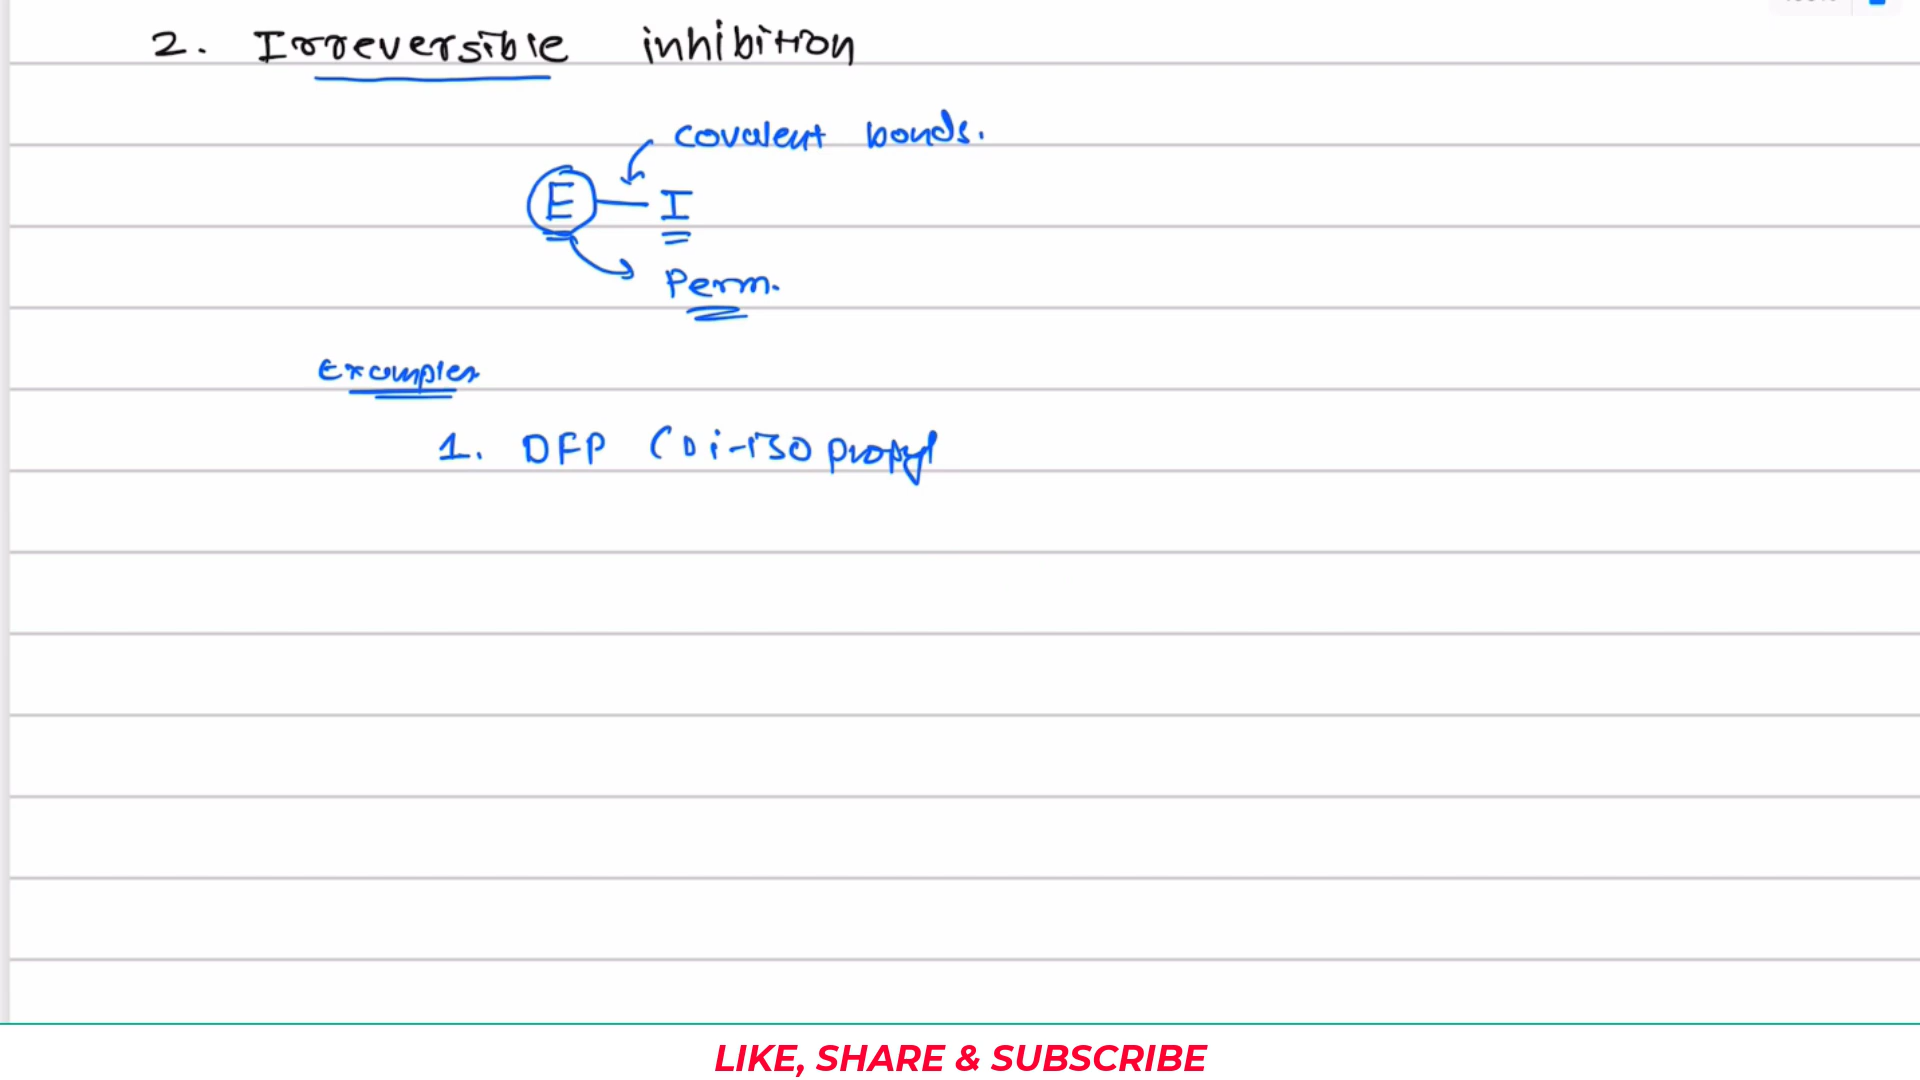 2. Irreversible inhibition
covalent bonds.
E — I
Perm.
Examples
1. DFP (Di-iso propyl
LIKE, SHARE & SUBSCRIBE